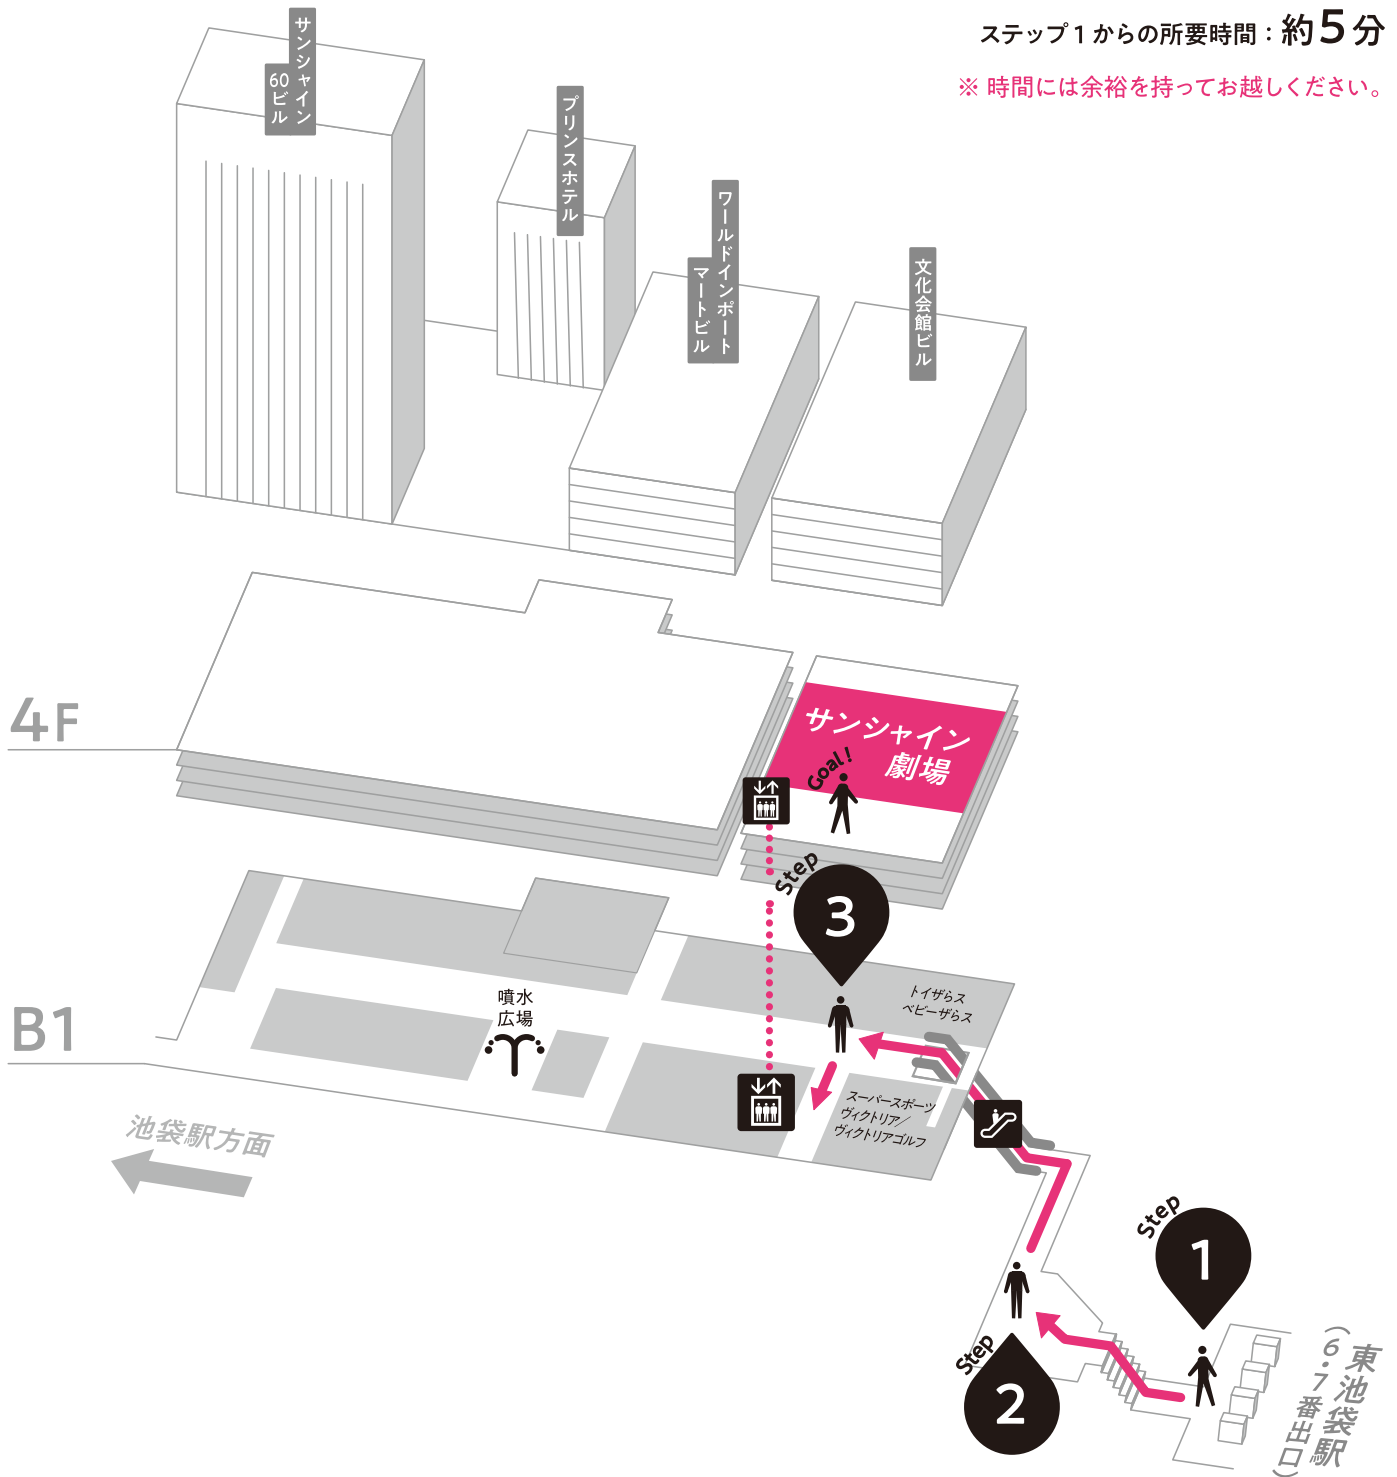 ステップ1からの所要時間：約5分
※ 時間には余裕を持ってお越しください。
サンシャイン
60ビル
プリンスホテル
ワールドインポート
マートビル
文化会館ビル
4F
サンシャイン
劇場
Goal!
Step
3
B1
噴水
広場
トイザらス
ベビーザらス
スーパースポーツ
ヴィクトリア／
ヴィクトリアゴルフ
池袋駅方面
Step
1
Step
2
東池袋駅
（6・7番出口）